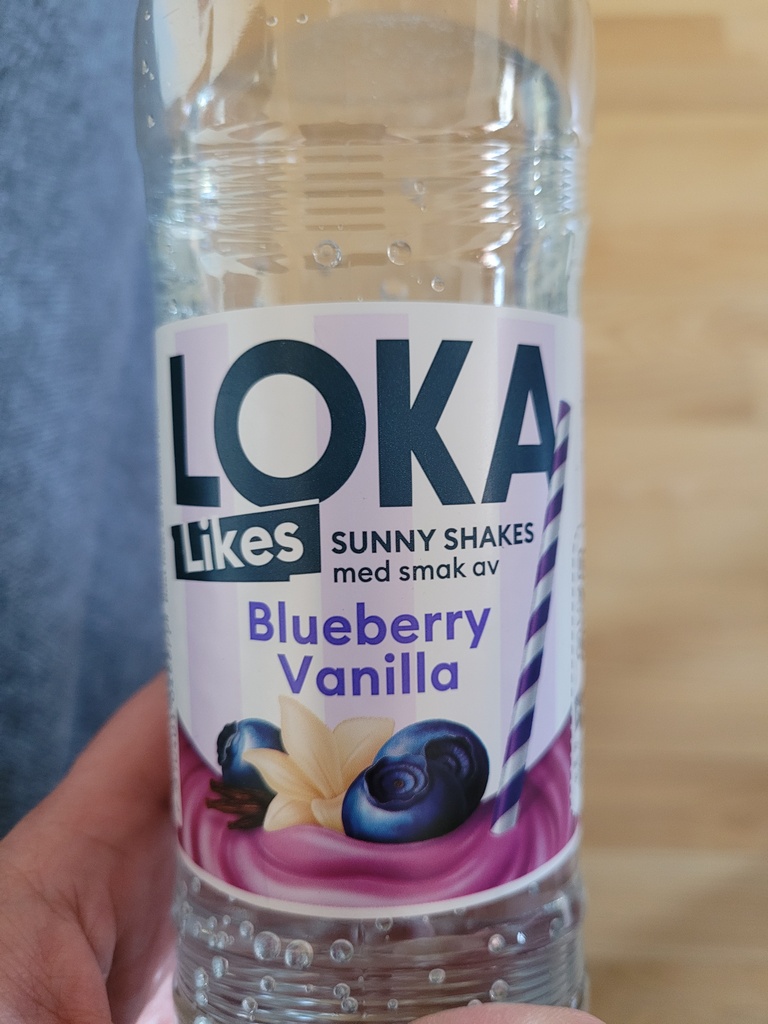 LOKA
Likes
SUNNY SHAKES
med smak av
Blueberry
Vanilla